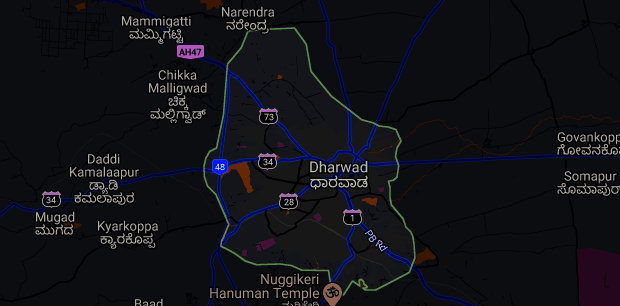 Narendra
ನರೇಂದ್ರ
Mammigatti
ಮಮ್ಮಿಗಟ್ಟಿ
AH47
Chikka
Malligwad
ಚಿಕ್ಕ
ಮಲ್ಲಿಗ್ವಾಡ್
73
Govankopp
ಗೋವನಕೊ
48
34
Dharwad
ಧಾರವಾಡ
Daddi
Kamalaapur
ಡ್ಯಾಡಿ
ಕಮಲಾಪುರ
Somapur
ಸೊಮಾಪುರ್
34
28
Mugad
ಮುಗದ
1
Kyarkoppa
ಕ್ಯಾರಕೊಪ್ಪ
PB Rd
Nuggikeri
Hanuman Temple
Baad